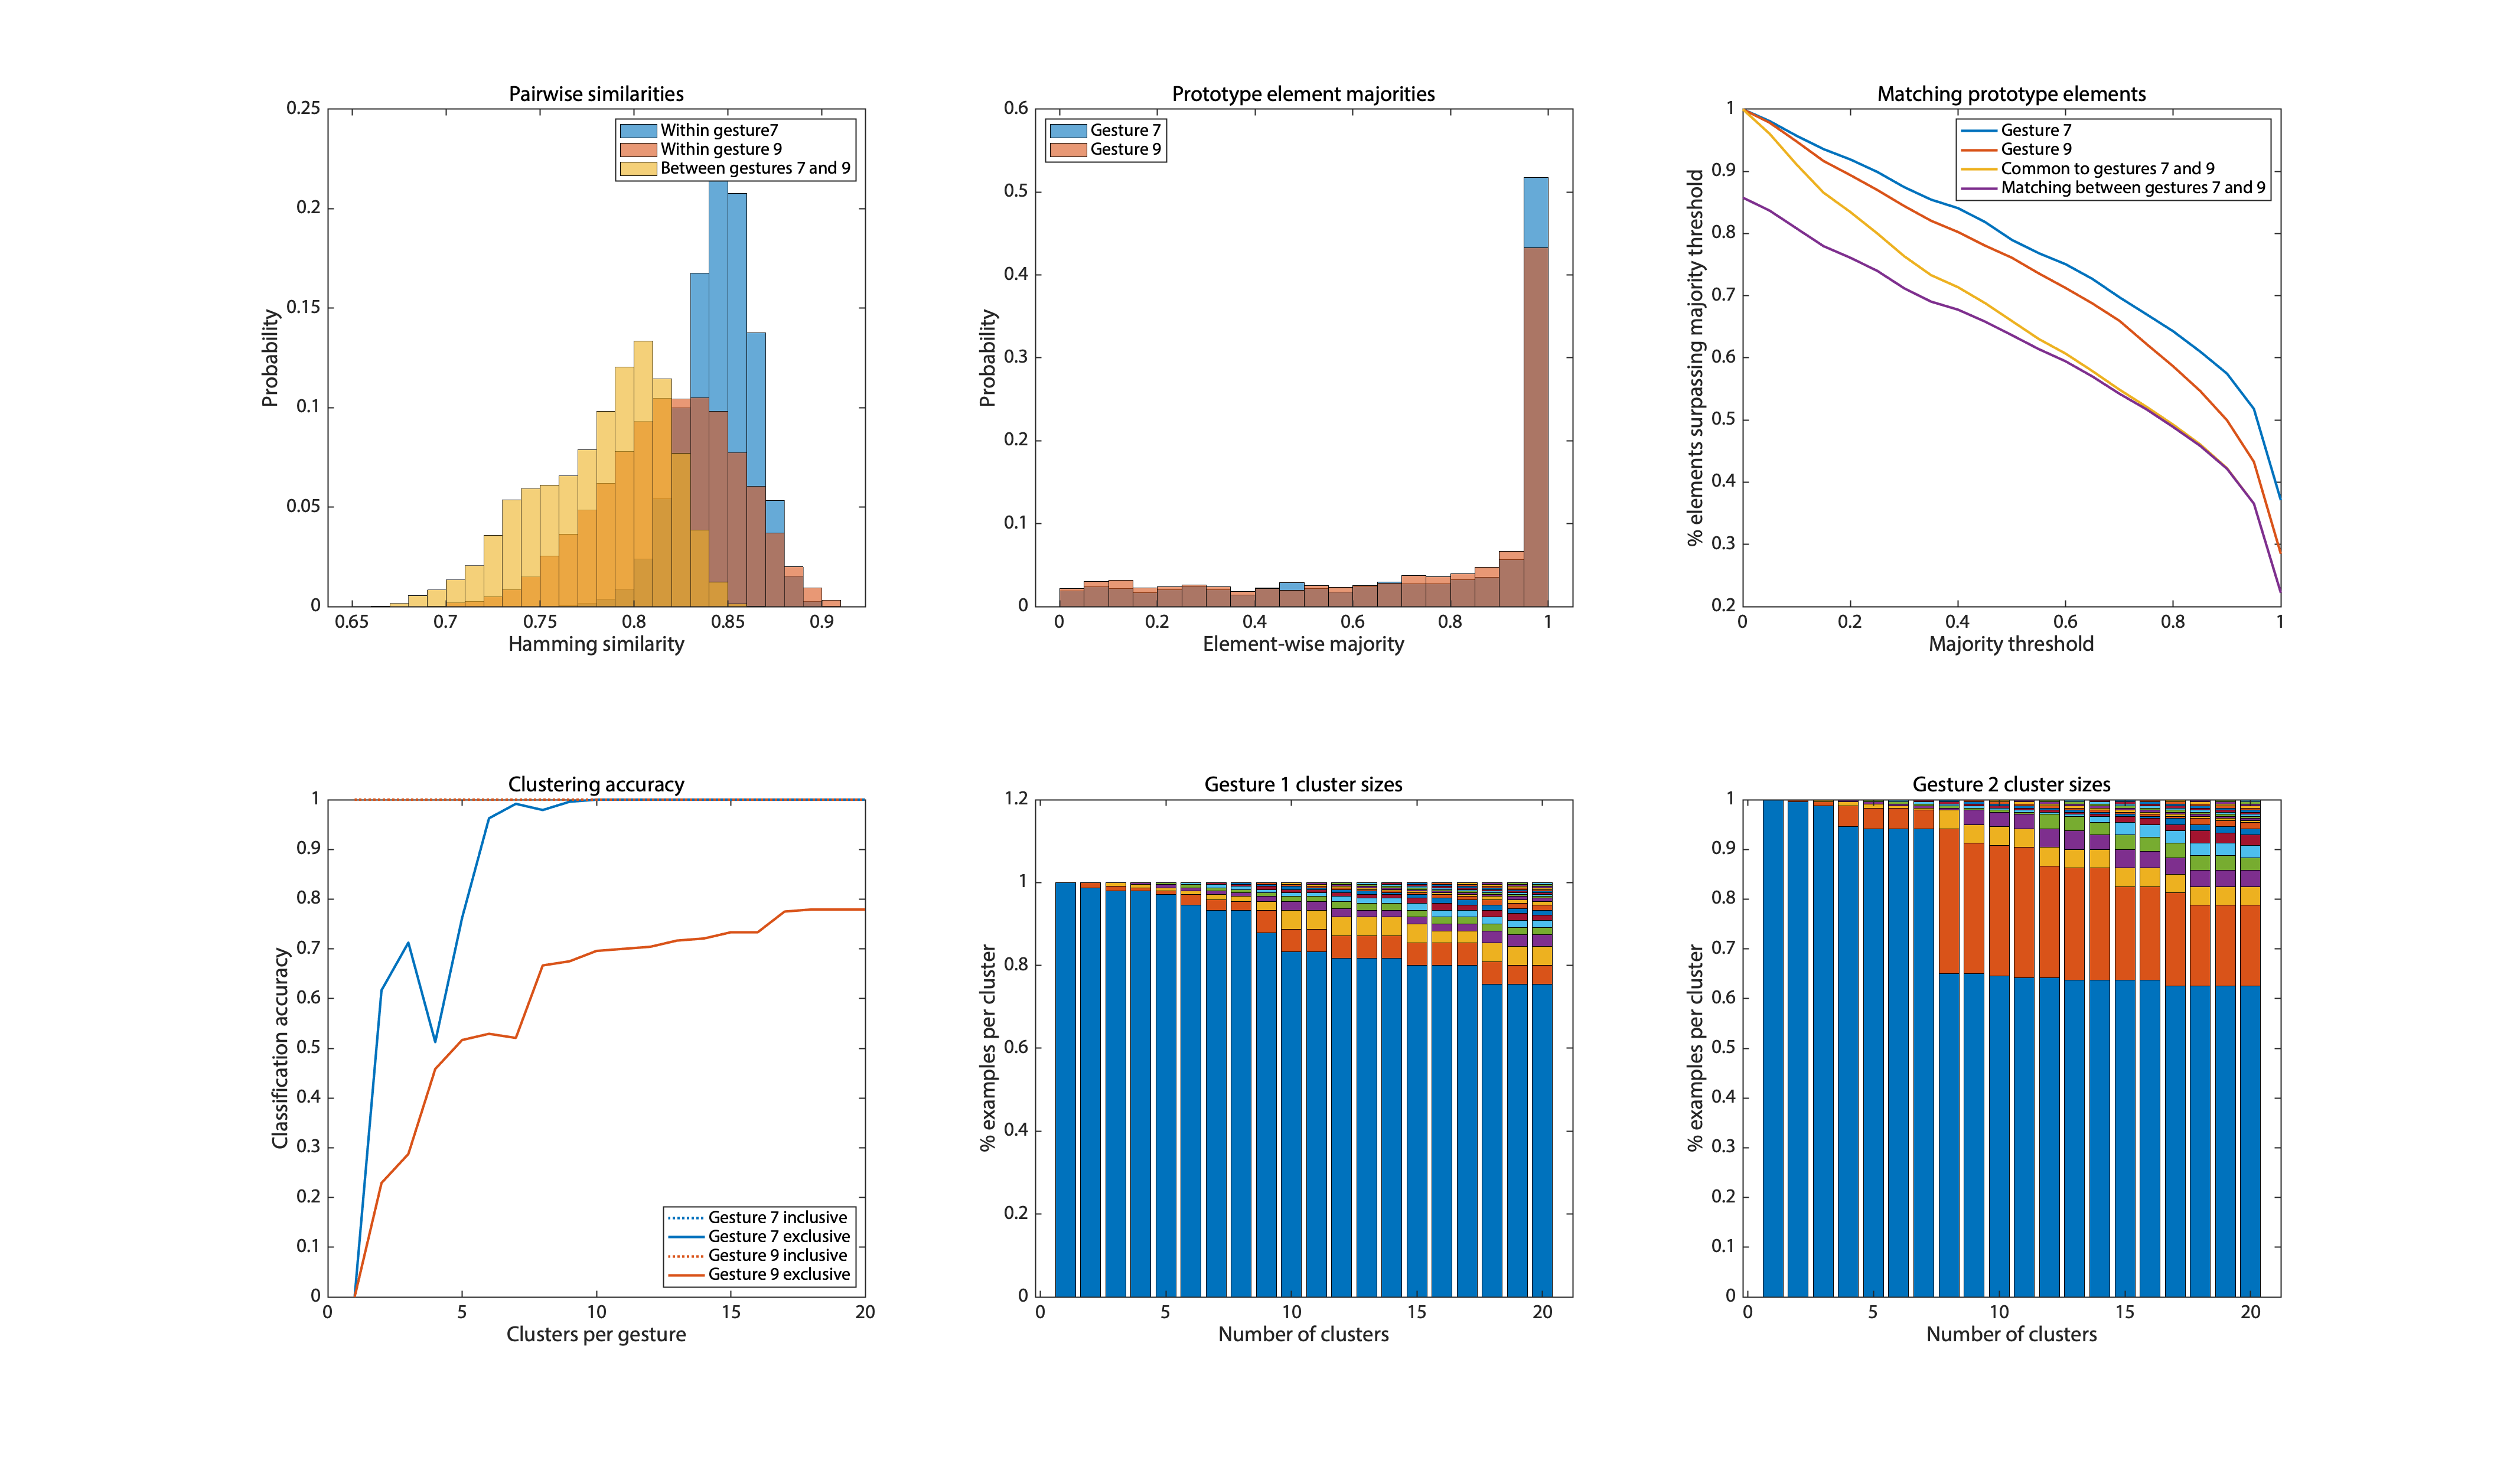 Pairwise similarities
0.25
0.2
0.15
0.1
0.05
0
Probability
Within gesture7
Within gesture 9
Between gestures 7 and 9
0.65 0.7 0.75 0.8 0.85 0.9
Hamming similarity
Prototype element majorities
0.6
0.5
0.4
0.3
0.2
0.1
0
Probability
Gesture 7
Gesture 9
0 0.2 0.4 0.6 0.8 1
Element-wise majority
Matching prototype elements
1
0.9
0.8
0.7
0.6
0.5
0.4
0.3
0.2
% elements surpassing majority threshold
Gesture 7
Gesture 9
Common to gestures 7 and 9
Matching between gestures 7 and 9
0 0.2 0.4 0.6 0.8 1
Majority threshold
Clustering accuracy
1
0.9
0.8
0.7
0.6
0.5
0.4
0.3
0.2
0.1
0
Classification accuracy
Gesture 7 inclusive
Gesture 7 exclusive
Gesture 9 inclusive
Gesture 9 exclusive
0 5 10 15 20
Clusters per gesture
Gesture 1 cluster sizes
1.2
1
0.8
0.6
0.4
0.2
0
% examples per cluster
0 5 10 15 20
Number of clusters
Gesture 2 cluster sizes
1
0.9
0.8
0.7
0.6
0.5
0.4
0.3
0.2
0.1
0
% examples per cluster
0 5 10 15 20
Number of clusters